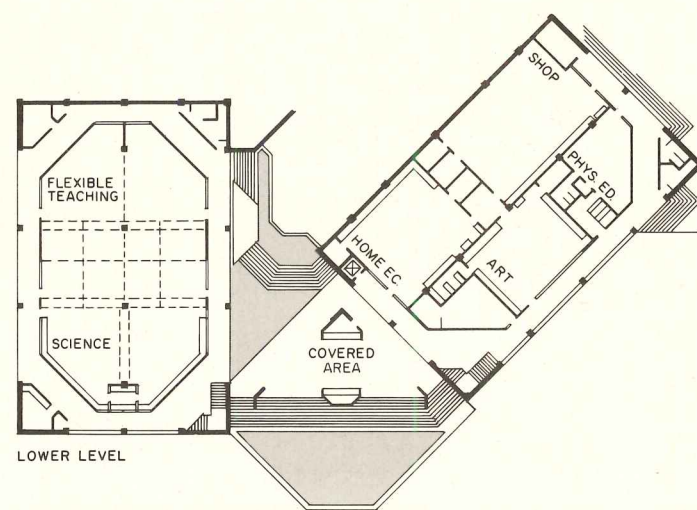 FLEXIBLE
TEACHING
SCIENCE
LOWER LEVEL
SHOP
PHYS. ED.
HOME EC.
ART
COVERED
AREA